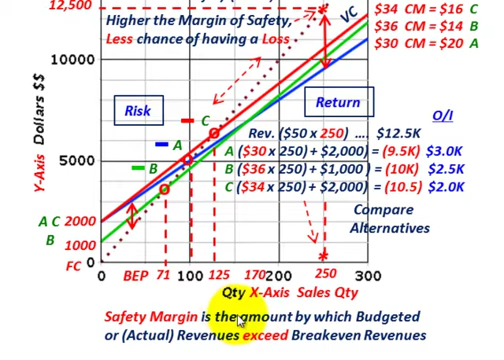 12,500
Higher the Margin of Safety,
Less chance of having a Loss
VC
$34 CM = $16 C
$36 CM = $14 B
$30 CM = $20 A
10000
Y-Axis Dollars $$
Risk
Return
C
A
B
O/I
Rev. ($50 x 250) .... $12.5K
A ($30 x 250) + $2,000) = (9.5K) $3.0K
B ($36 x 250) + $1,000) = (10K) $2.5K
C ($34 x 250) + $2,000) = (10.5) $2.0K
5000
Compare
Alternatives
A C 2000
B 1000
FC 0
0 BEP 71 100 125 170 200 250 300
Qty X-Axis Sales Qty
Safety Margin is the amount by which Budgeted
or (Actual) Revenues exceed Breakeven Revenues